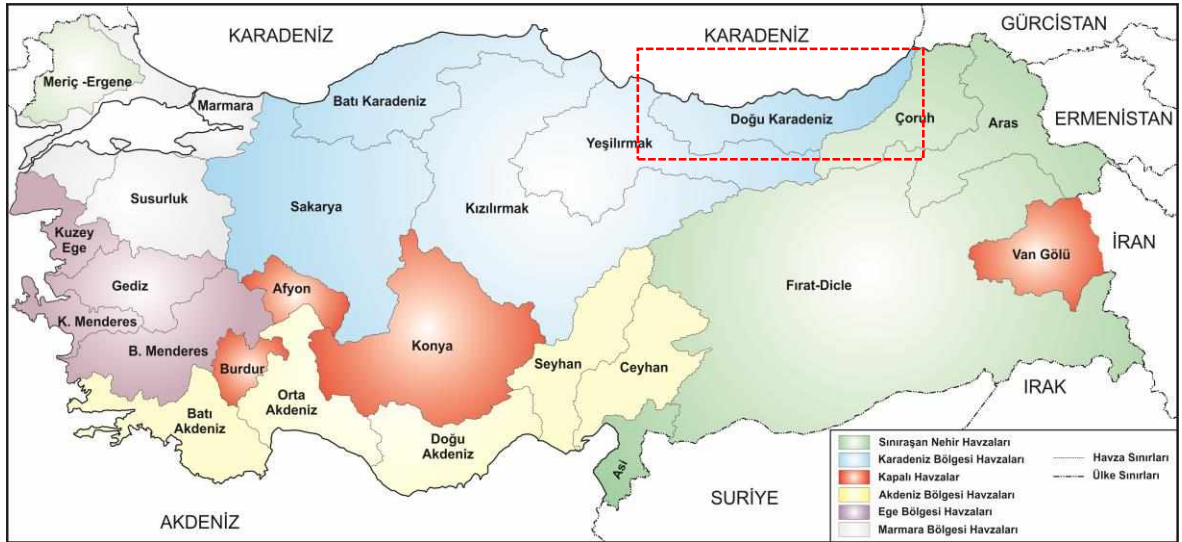 KARADENİZ
KARADENİZ
GÜRCİSTAN
Meriç -Ergene
Marmara
Batı Karadeniz
Doğu Karadeniz
Çoruh
Aras
ERMENİSTAN
Yeşilırmak
Susurluk
Sakarya
Kızılırmak
Kuzey
Ege
Van Gölü
İRAN
Gediz
Afyon
Fırat-Dicle
K. Menderes
B. Menderes
Konya
Burdur
Seyhan
Ceyhan
Orta
Akdeniz
Batı
Akdeniz
Doğu
Akdeniz
IRAK
Asi
SURİYE
AKDENİZ
Sınıraşan Nehir Havzaları
Karadeniz Bölgesi Havzaları
Kapalı Havzalar
Akdeniz Bölgesi Havzaları
Ege Bölgesi Havzaları
Marmara Bölgesi Havzaları
Havza Sınırları
Ülke Sınırları